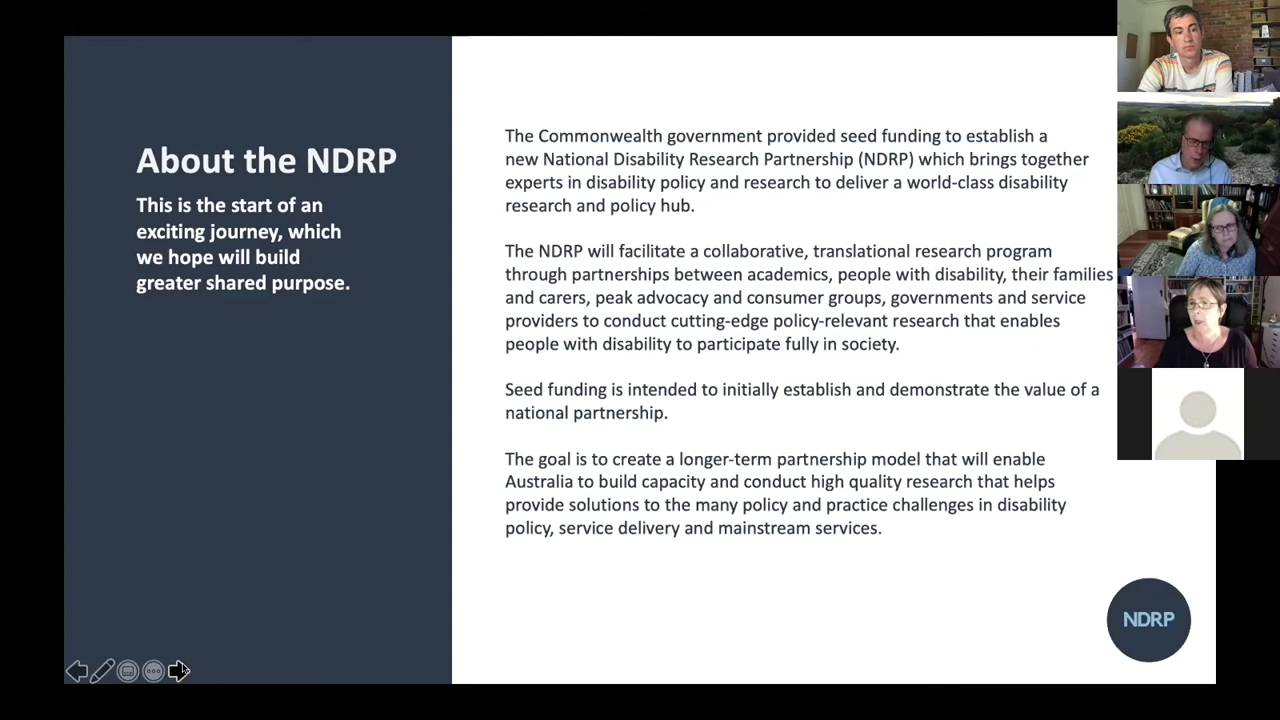 About the NDRP
This is the start of an
exciting journey, which
we hope will build
greater shared purpose.
The Commonwealth government provided seed funding to establish a
new National Disability Research Partnership (NDRP) which brings together
experts in disability policy and research to deliver a world-class disability
research and policy hub.
The NDRP will facilitate a collaborative, translational research program
through partnerships between academics, people with disability, their families
and carers, peak advocacy and consumer groups, governments and service
providers to conduct cutting-edge policy-relevant research that enables
people with disability to participate fully in society.
Seed funding is intended to initially establish and demonstrate the value of a
national partnership.
The goal is to create a longer-term partnership model that will enable
Australia to build capacity and conduct high quality research that helps
provide solutions to the many policy and practice challenges in disability
policy, service delivery and mainstream services.
NDRP